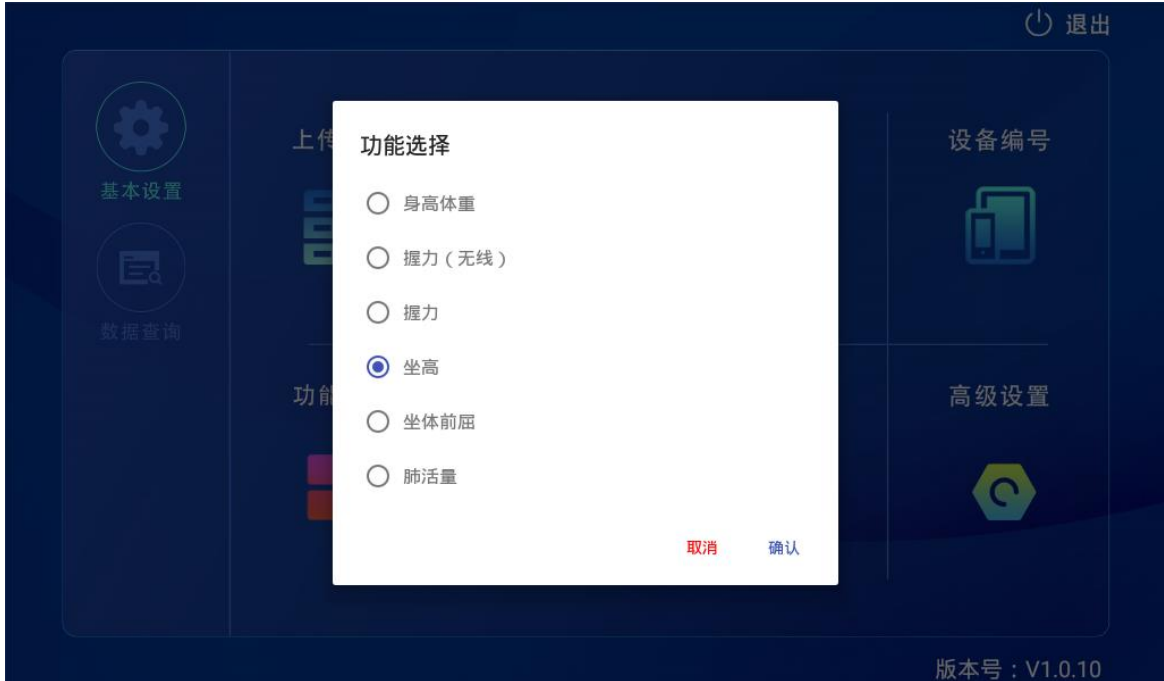 退出
基本设置
数据查询
上传
设备编号
功能
高级设置
功能选择
身高体重
握力（无线）
握力
坐高
坐体前屈
肺活量
取消
确认
版本号：V1.0.10